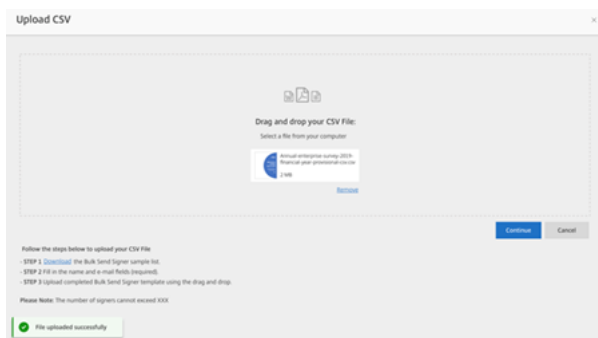 Upload CSV
×
Drag and drop your CSV File:
Select a file from your computer
Annual-enterprise-survey-2019-
financial-year-provisional-csv.csv
2 MB
Remove
Continue
Cancel
Follow the steps below to upload your CSV File
- STEP 1 Download the Bulk Send Signer sample list.
- STEP 2 Fill in the name and e-mail fields (required).
- STEP 3 Upload completed Bulk Send Signer template using the drag and drop.
Please Note: The number of signers cannot exceed XXX
File uploaded successfully